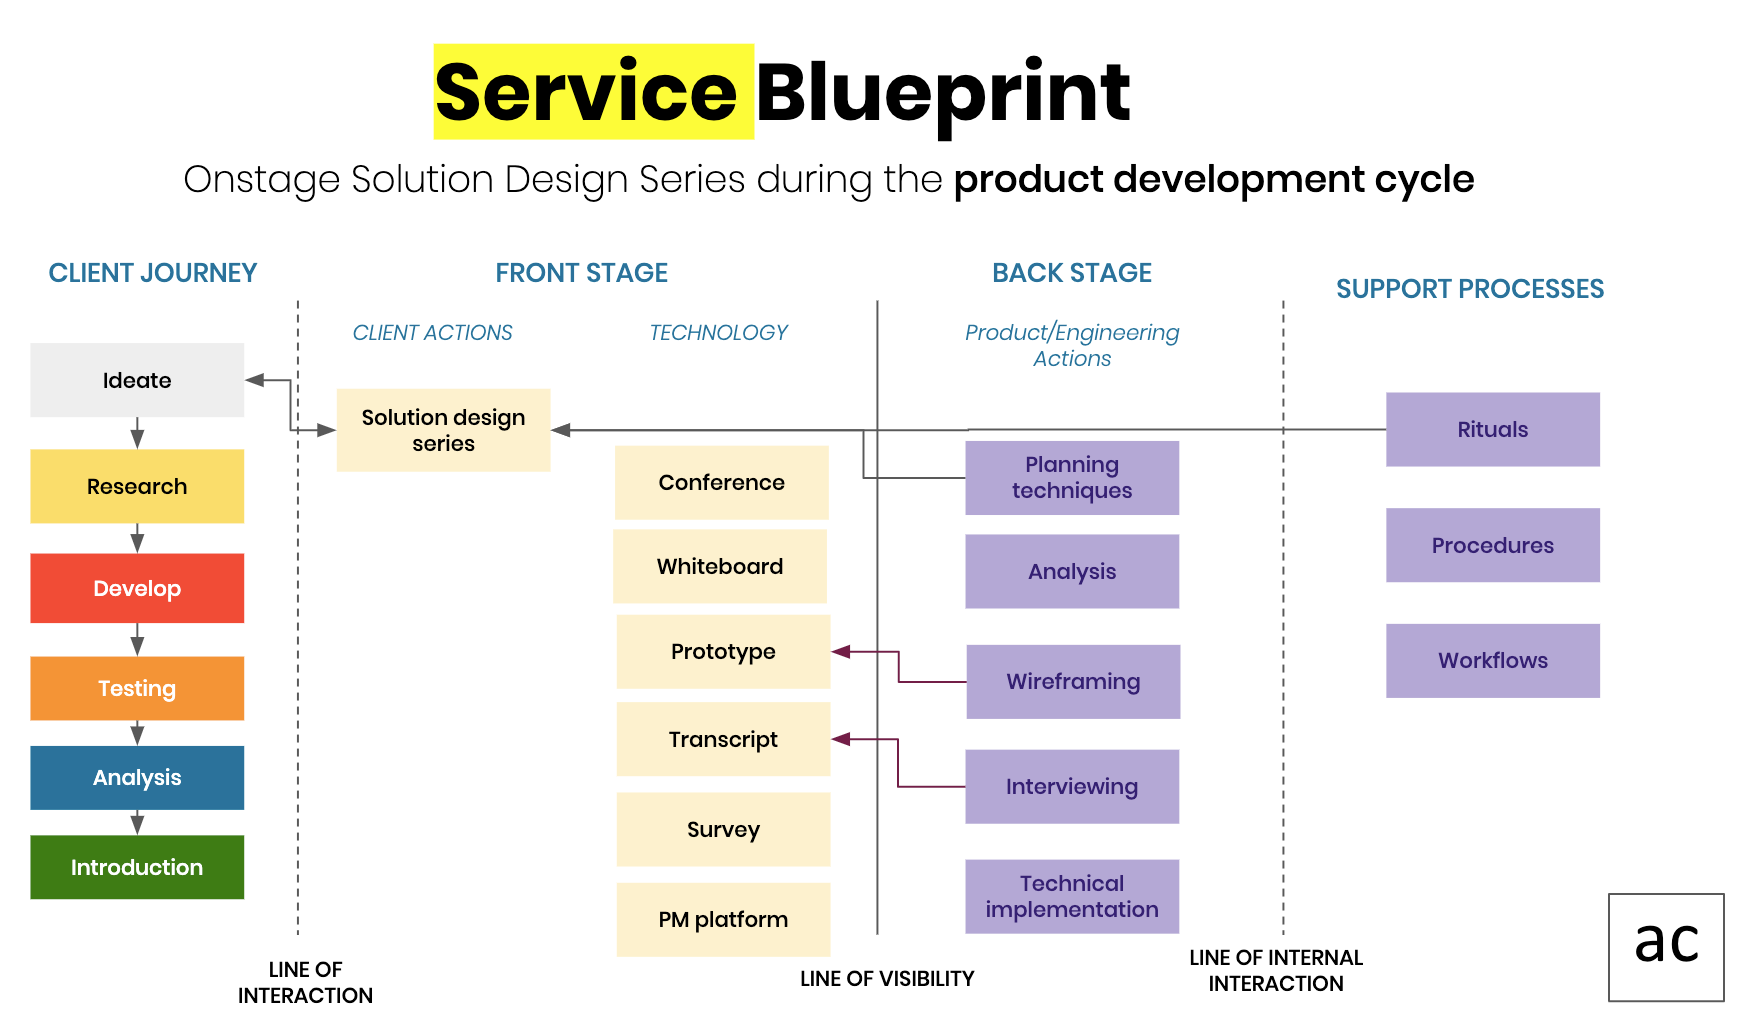 Service Blueprint
Onstage Solution Design Series during the product development cycle
CLIENT JOURNEY
Ideate
Research
Develop
Testing
Analysis
Introduction
LINE OF
INTERACTION
FRONT STAGE
CLIENT ACTIONS
Solution design
series
TECHNOLOGY
Conference
Whiteboard
Prototype
Transcript
Survey
PM platform
LINE OF VISIBILITY
BACK STAGE
Product/Engineering
Actions
Planning
techniques
Analysis
Wireframing
Interviewing
Technical
implementation
LINE OF INTERNAL
INTERACTION
SUPPORT PROCESSES
Rituals
Procedures
Workflows
ac